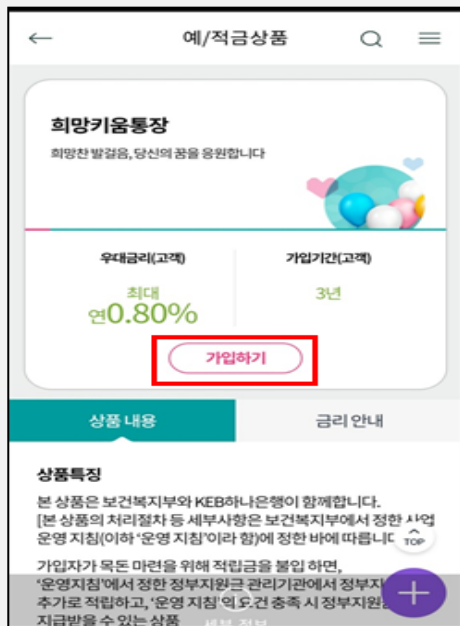 예/적금상품
희망키움통장
희망찬 발걸음, 당신의 꿈을 응원합니다
우대금리(고객) 가입기간(고객)
최대
연0.80% 3년
가입하기
상품 내용 금리 안내
상품특징
본 상품은 보건복지부와 KEB하나은행이 함께합니다.
[본 상품의 처리절차 등 세부사항은 보건복지부에서 정한 사업
운영 지침(이하 '운영 지침'이라 함)에 정한 바에 따릅니다
TOP
가입자가 목돈 마련을 위해 적립금을 불입 하면,
'운영지침'에서 정한 정부지원금 관리기관에서
추가로 적립하고, '운영 지침'의 요건 충족 시
지급받을 수 있는 상품
세부 정보